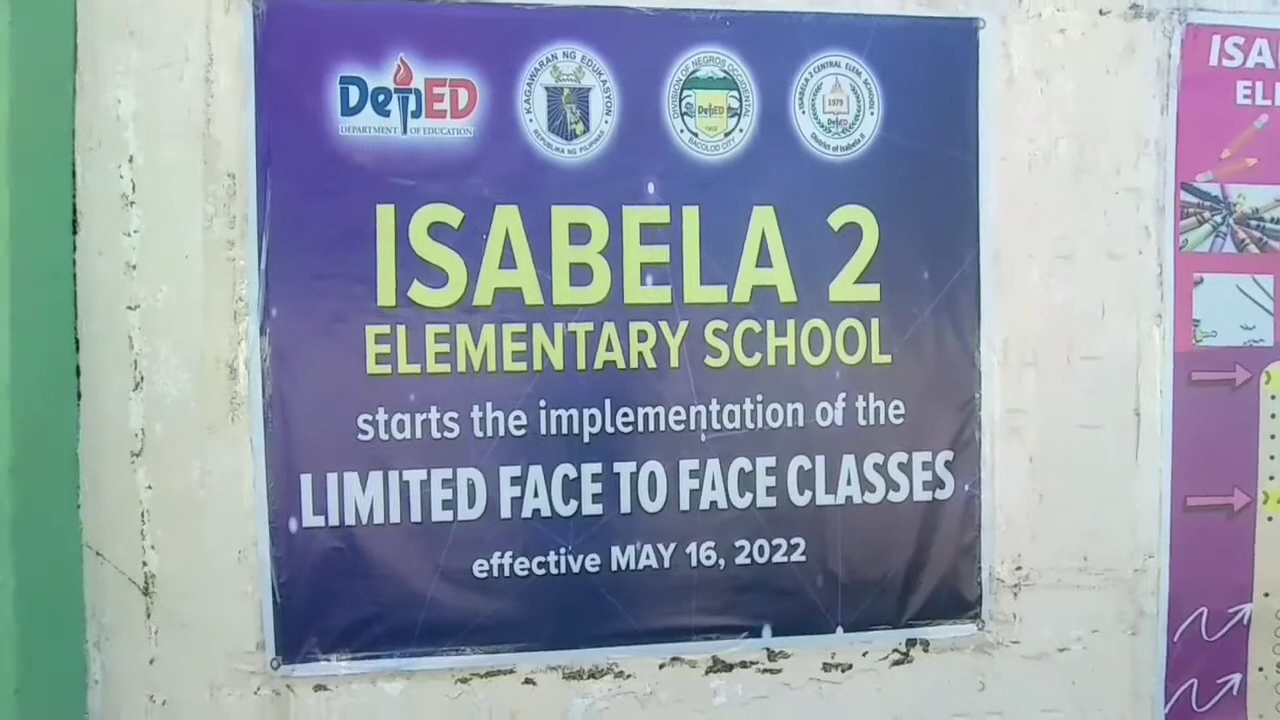 DepED
DEPARTMENT OF EDUCATION
KAGAWARAN NG EDUKASYON
REPUBLIKA NG PILIPINAS
DIVISION OF NEGROS OCCIDENTAL
DepED
BACOLOD CITY
ISABELA 2 CENTRAL ELEM. SCHOOL
1979
DepED
District of Isabela II
ISABELA 2
ELEMENTARY SCHOOL
starts the implementation of the
LIMITED FACE TO FACE CLASSES
effective MAY 16, 2022
ISA
EL